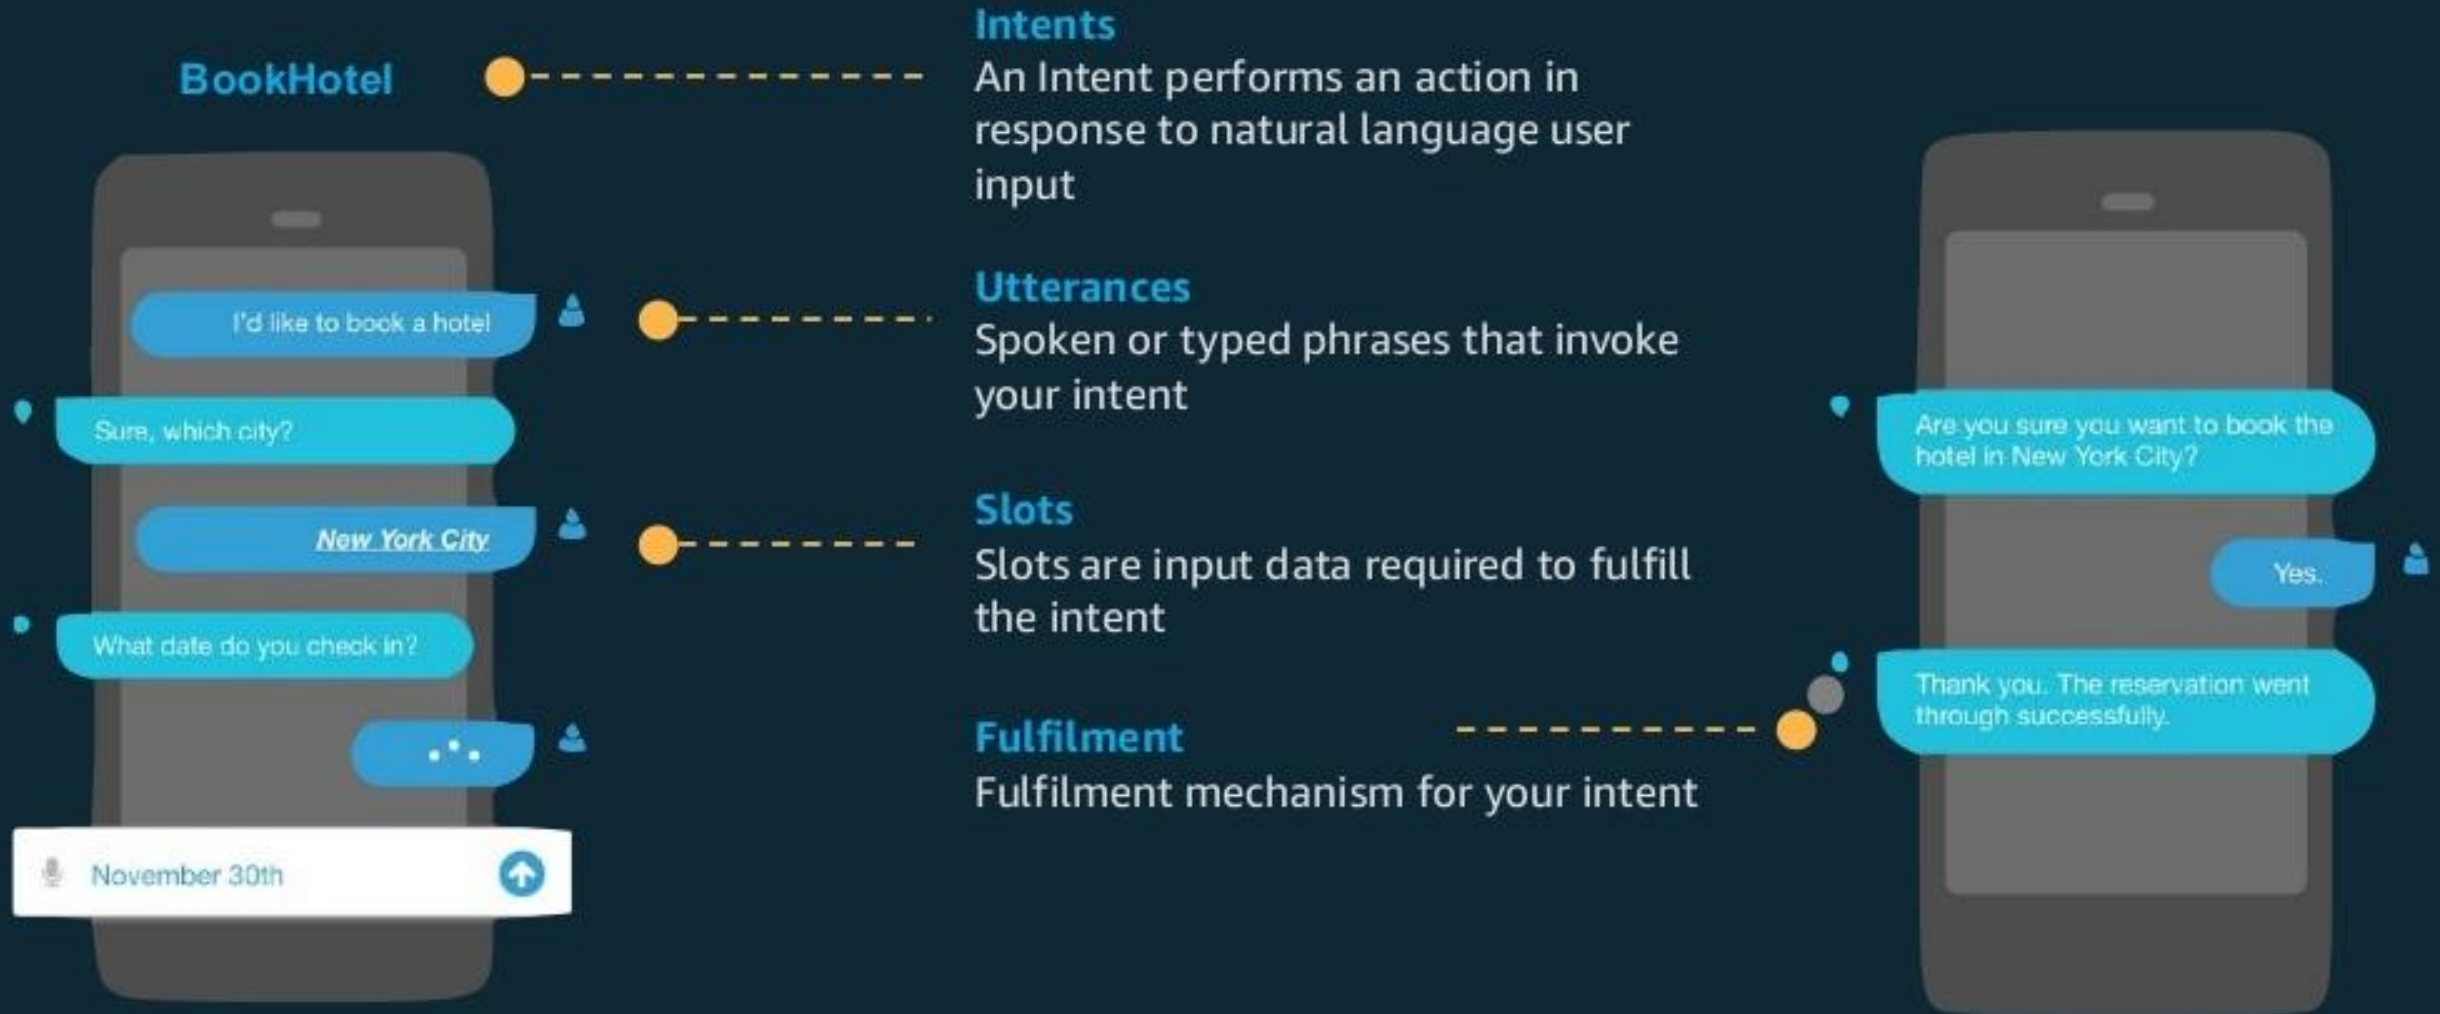 BookHotel
I'd like to book a hotel
Sure, which city?
New York City
What date do you check in?
November 30th
Intents
An Intent performs an action in
response to natural language user
input
Utterances
Spoken or typed phrases that invoke
your intent
Slots
Slots are input data required to fulfill
the intent
Fulfilment
Fulfilment mechanism for your intent
Are you sure you want to book the
hotel in New York City?
Yes.
Thank you. The reservation went
through successfully.